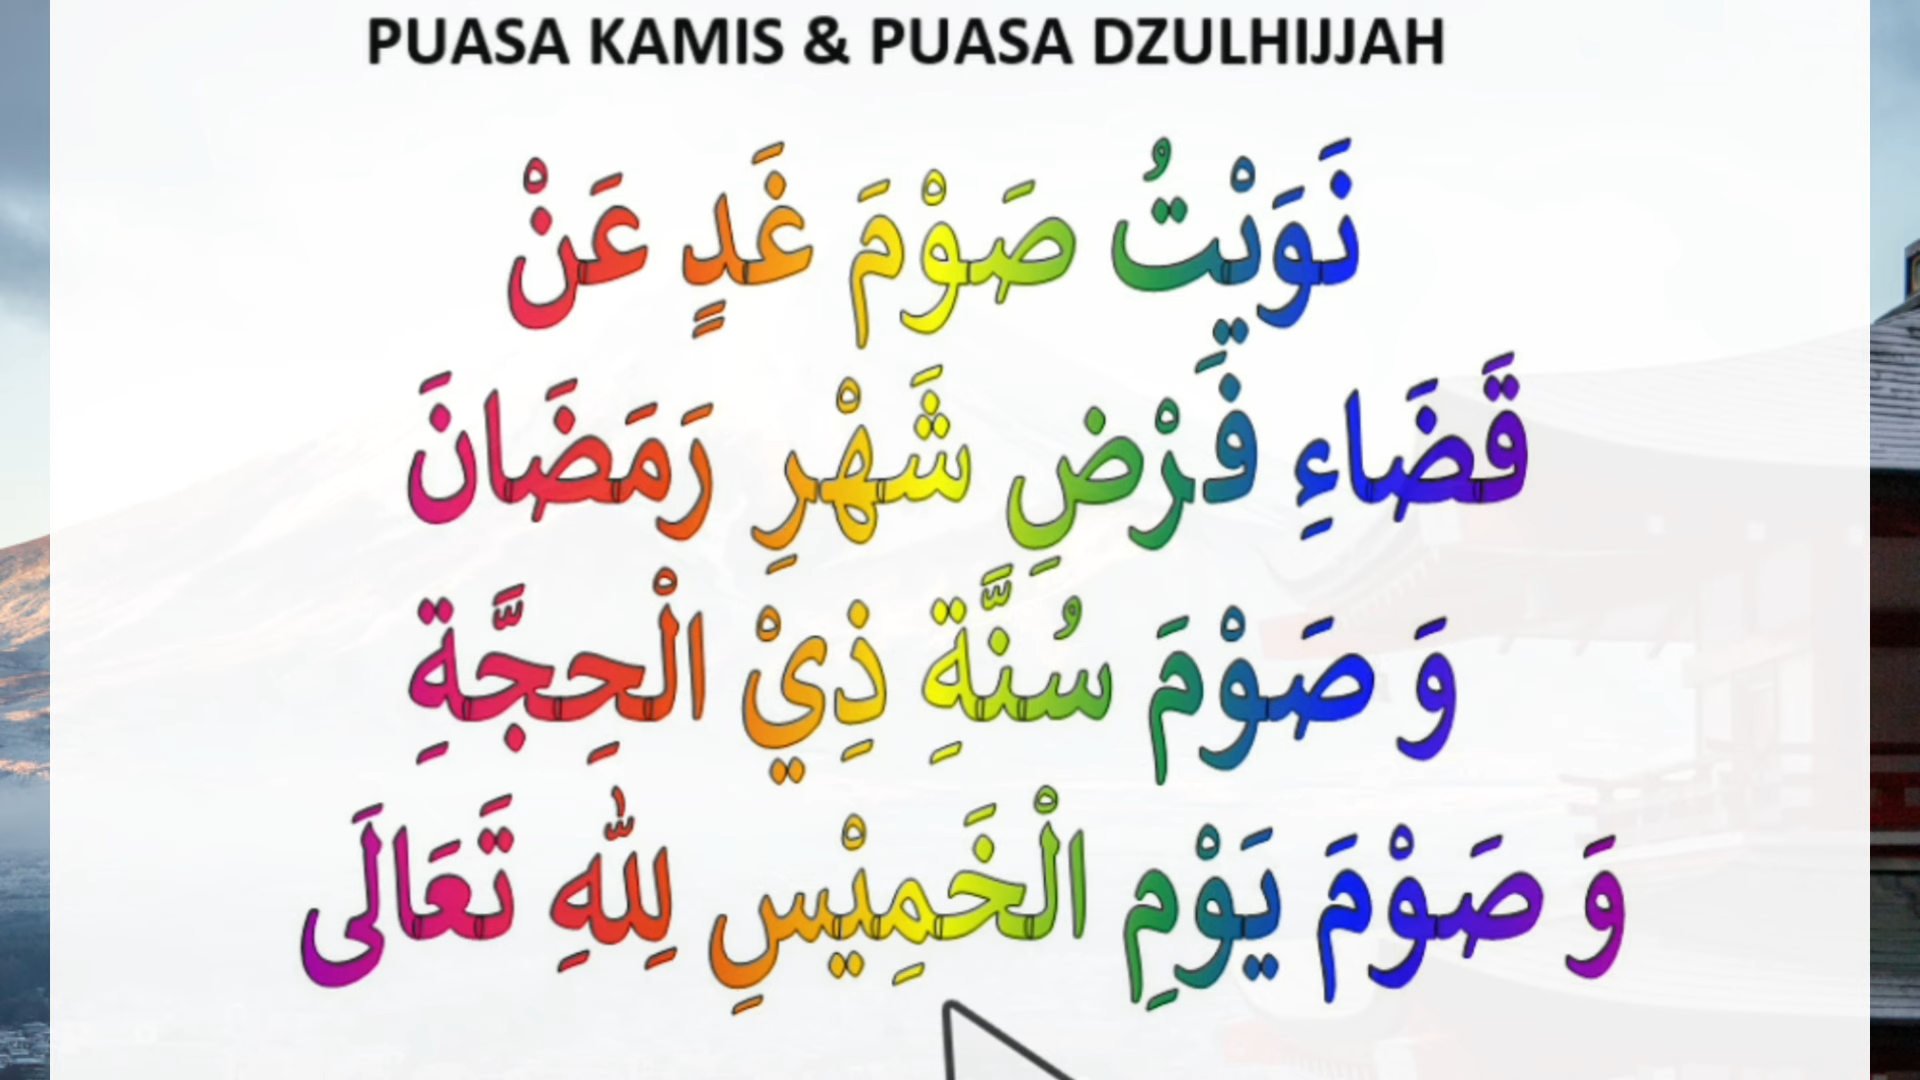 PUASA KAMIS & PUASA DZULHIJJAH
نَوَيْتُ صَوْمَ غَدٍ عَنْ
قَضَاءِ فَرْضِ شَهْرِ رَمَضَانَ
وَ صَوْمَ سُنَّةِ ذِيْ الْحِجَّةِ
وَ صَوْمَ يَوْمِ الْخَمِيْسِ لِلّٰهِ تَعَالَى